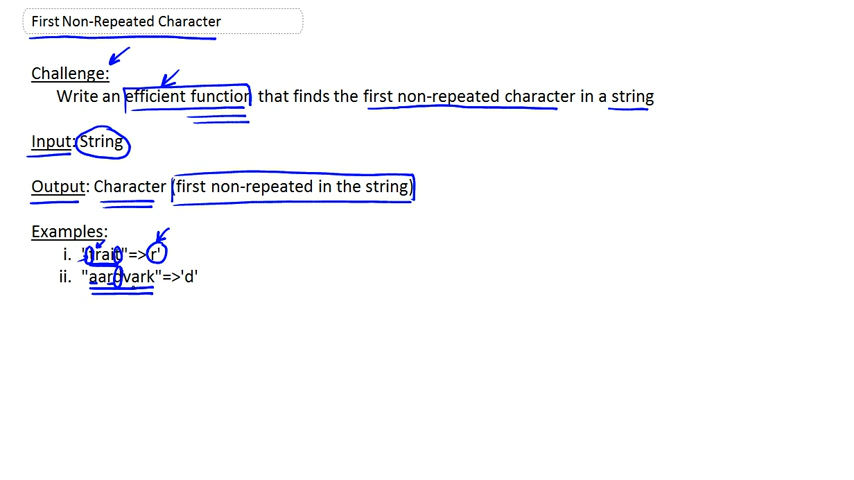 First Non-Repeated Character
Challenge:
Write an efficient function that finds the first non-repeated character in a string
Input: String
Output: Character (first non-repeated in the string)
Examples:
i. "trait"=>'r'
ii. "aardvark"=>'d'